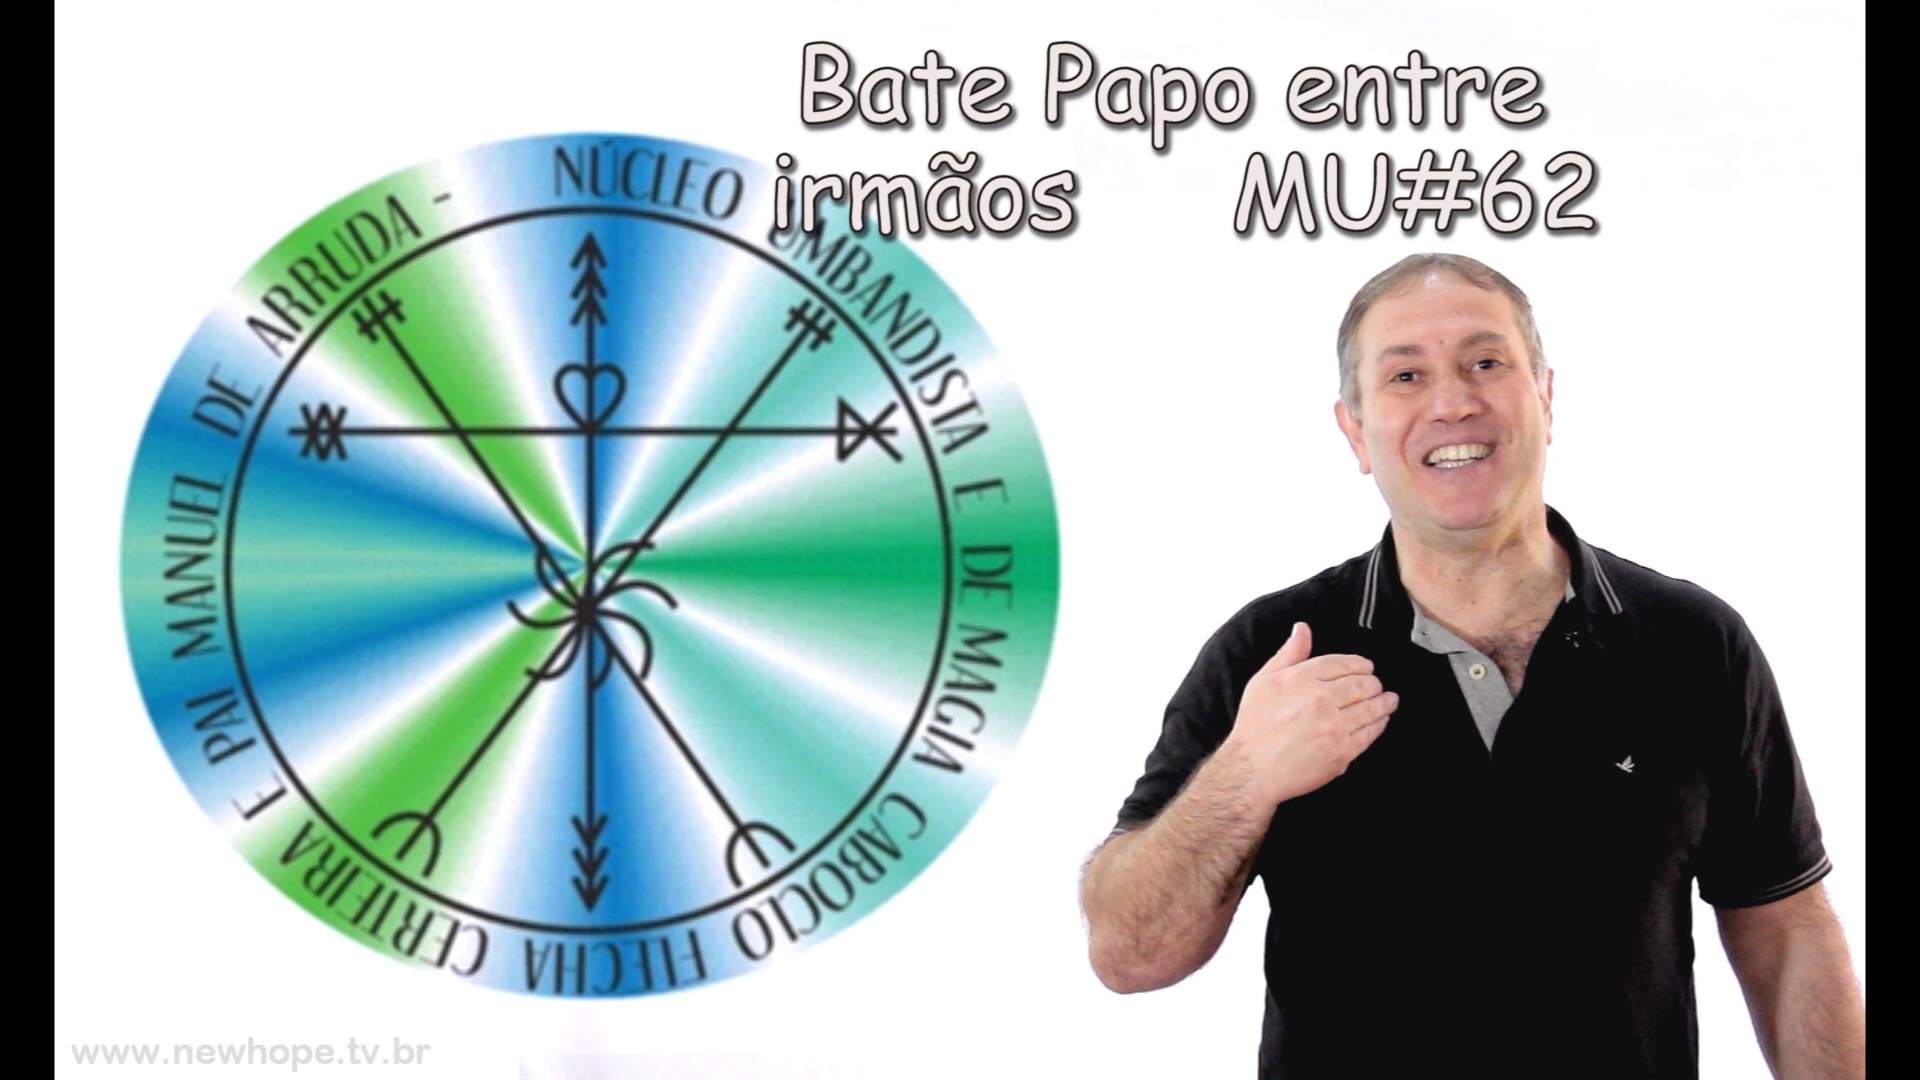 Bate Papo entre
irmãos MU#62
NÚCLEO UMBANDISTA E DE MAGIA CABOCLO FLECHA CERTEIRA E PAI MANUEL DE ARRUDA -
www.newhope.tv.br